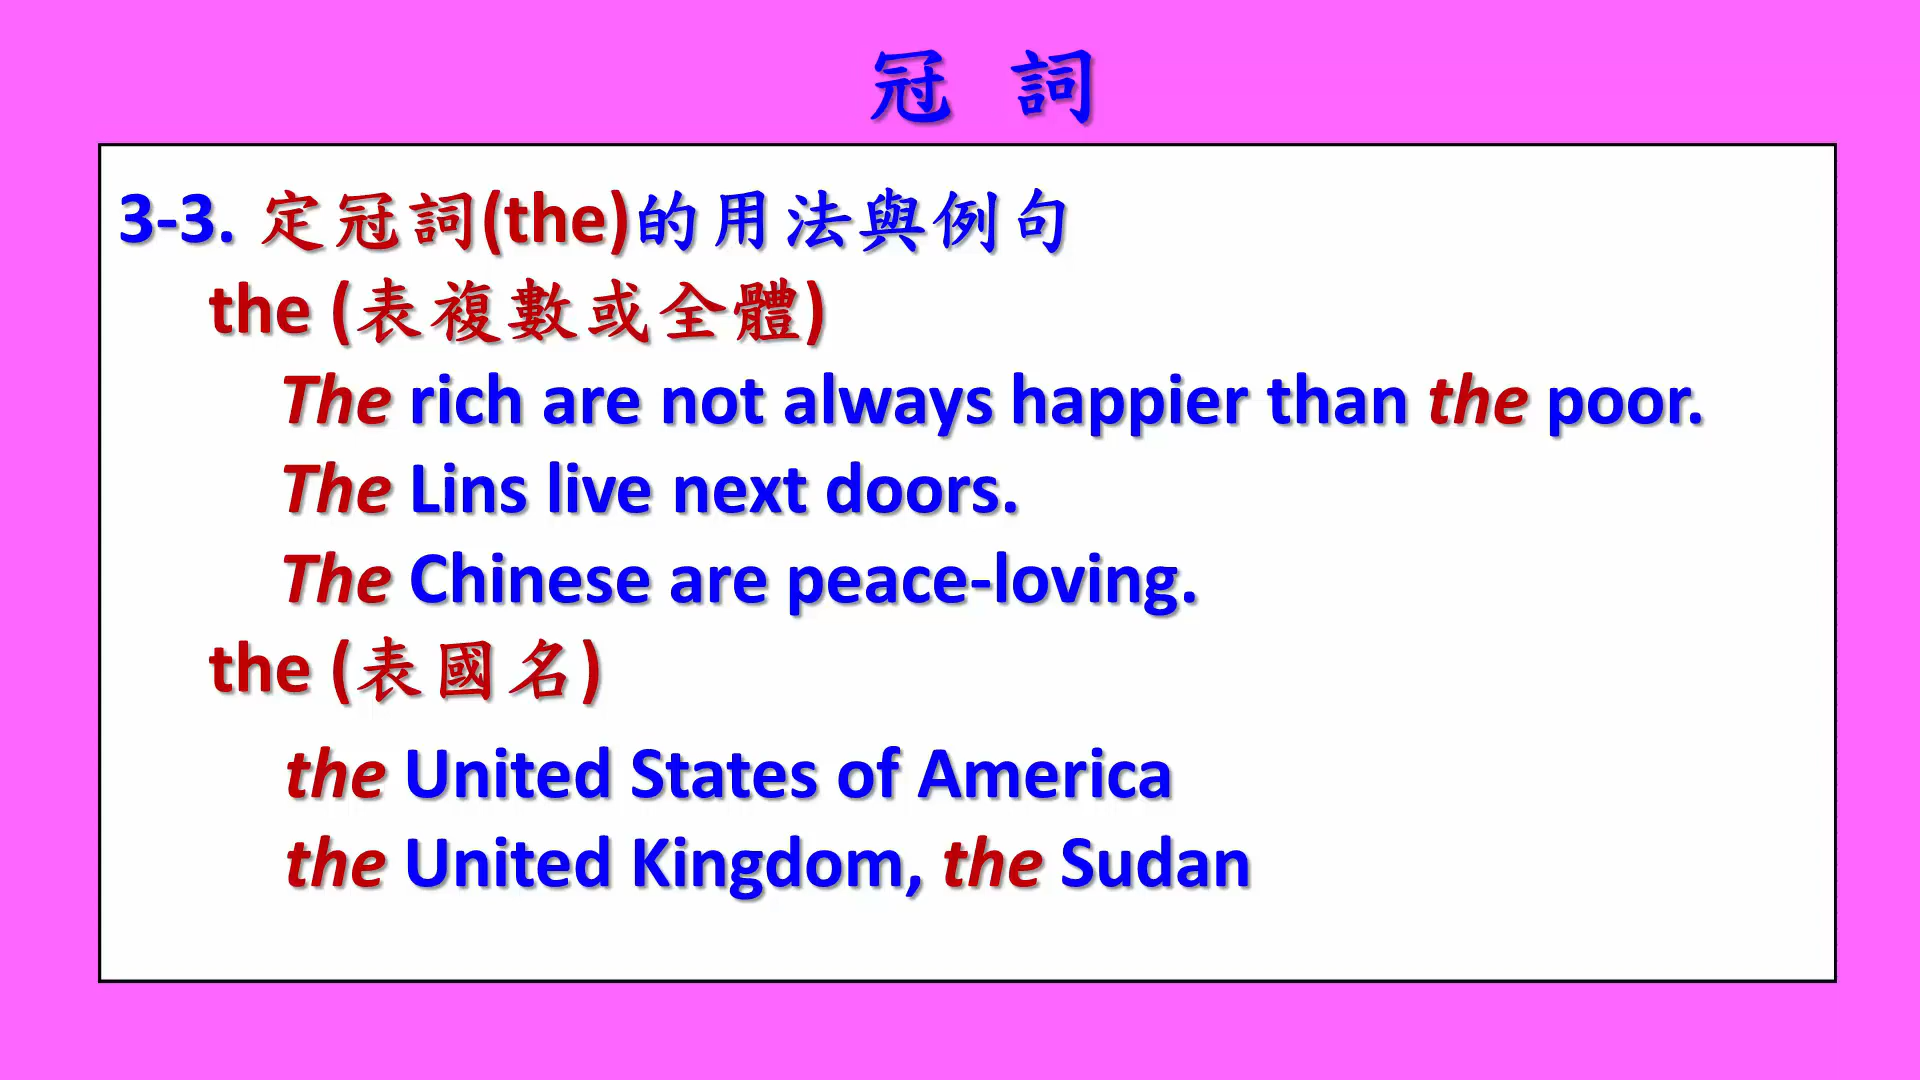 冠 詞
3-3. 定冠詞(the)的用法與例句
the (表複數或全體)
The rich are not always happier than the poor.
The Lins live next doors.
The Chinese are peace-loving.
the (表國名)
the United States of America
the United Kingdom, the Sudan